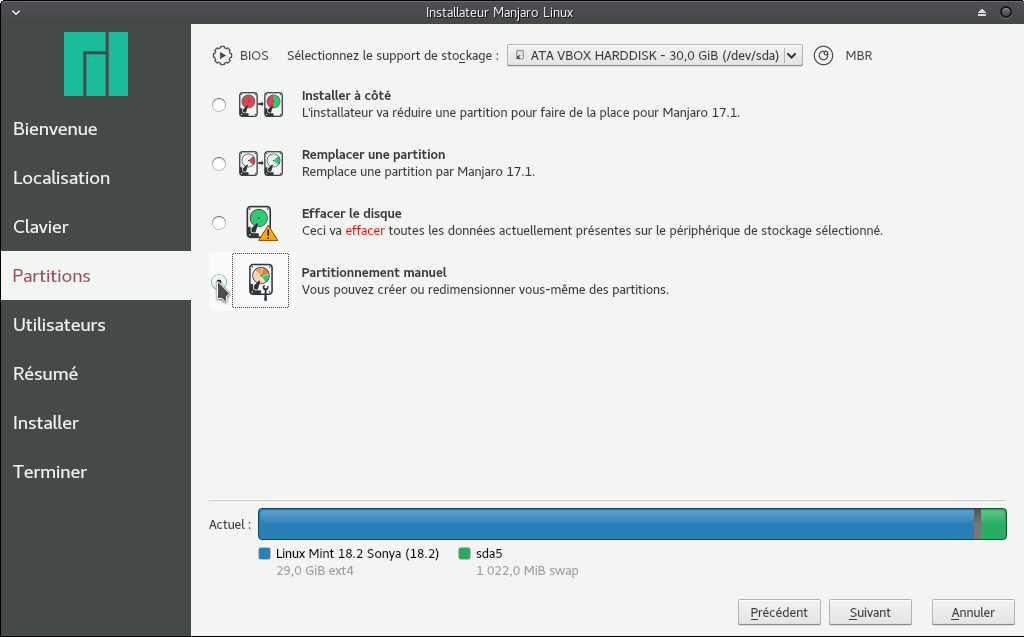 Installateur Manjaro Linux
BIOS Sélectionnez le support de stockage : ATA VBOX HARDDISK - 30,0 GiB (/dev/sda) MBR
Bienvenue
Localisation
Clavier
Partitions
Utilisateurs
Résumé
Installer
Terminer
Installer à côté
L'installateur va réduire une partition pour faire de la place pour Manjaro 17.1.
Remplacer une partition
Remplace une partition par Manjaro 17.1.
Effacer le disque
Ceci va effacer toutes les données actuellement présentes sur le périphérique de stockage sélectionné.
Partitionnement manuel
Vous pouvez créer ou redimensionner vous-même des partitions.
Actuel :
Linux Mint 18.2 Sonya (18.2) sda5
29,0 GiB ext4 1 022,0 MiB swap
Précédent Suivant Annuler